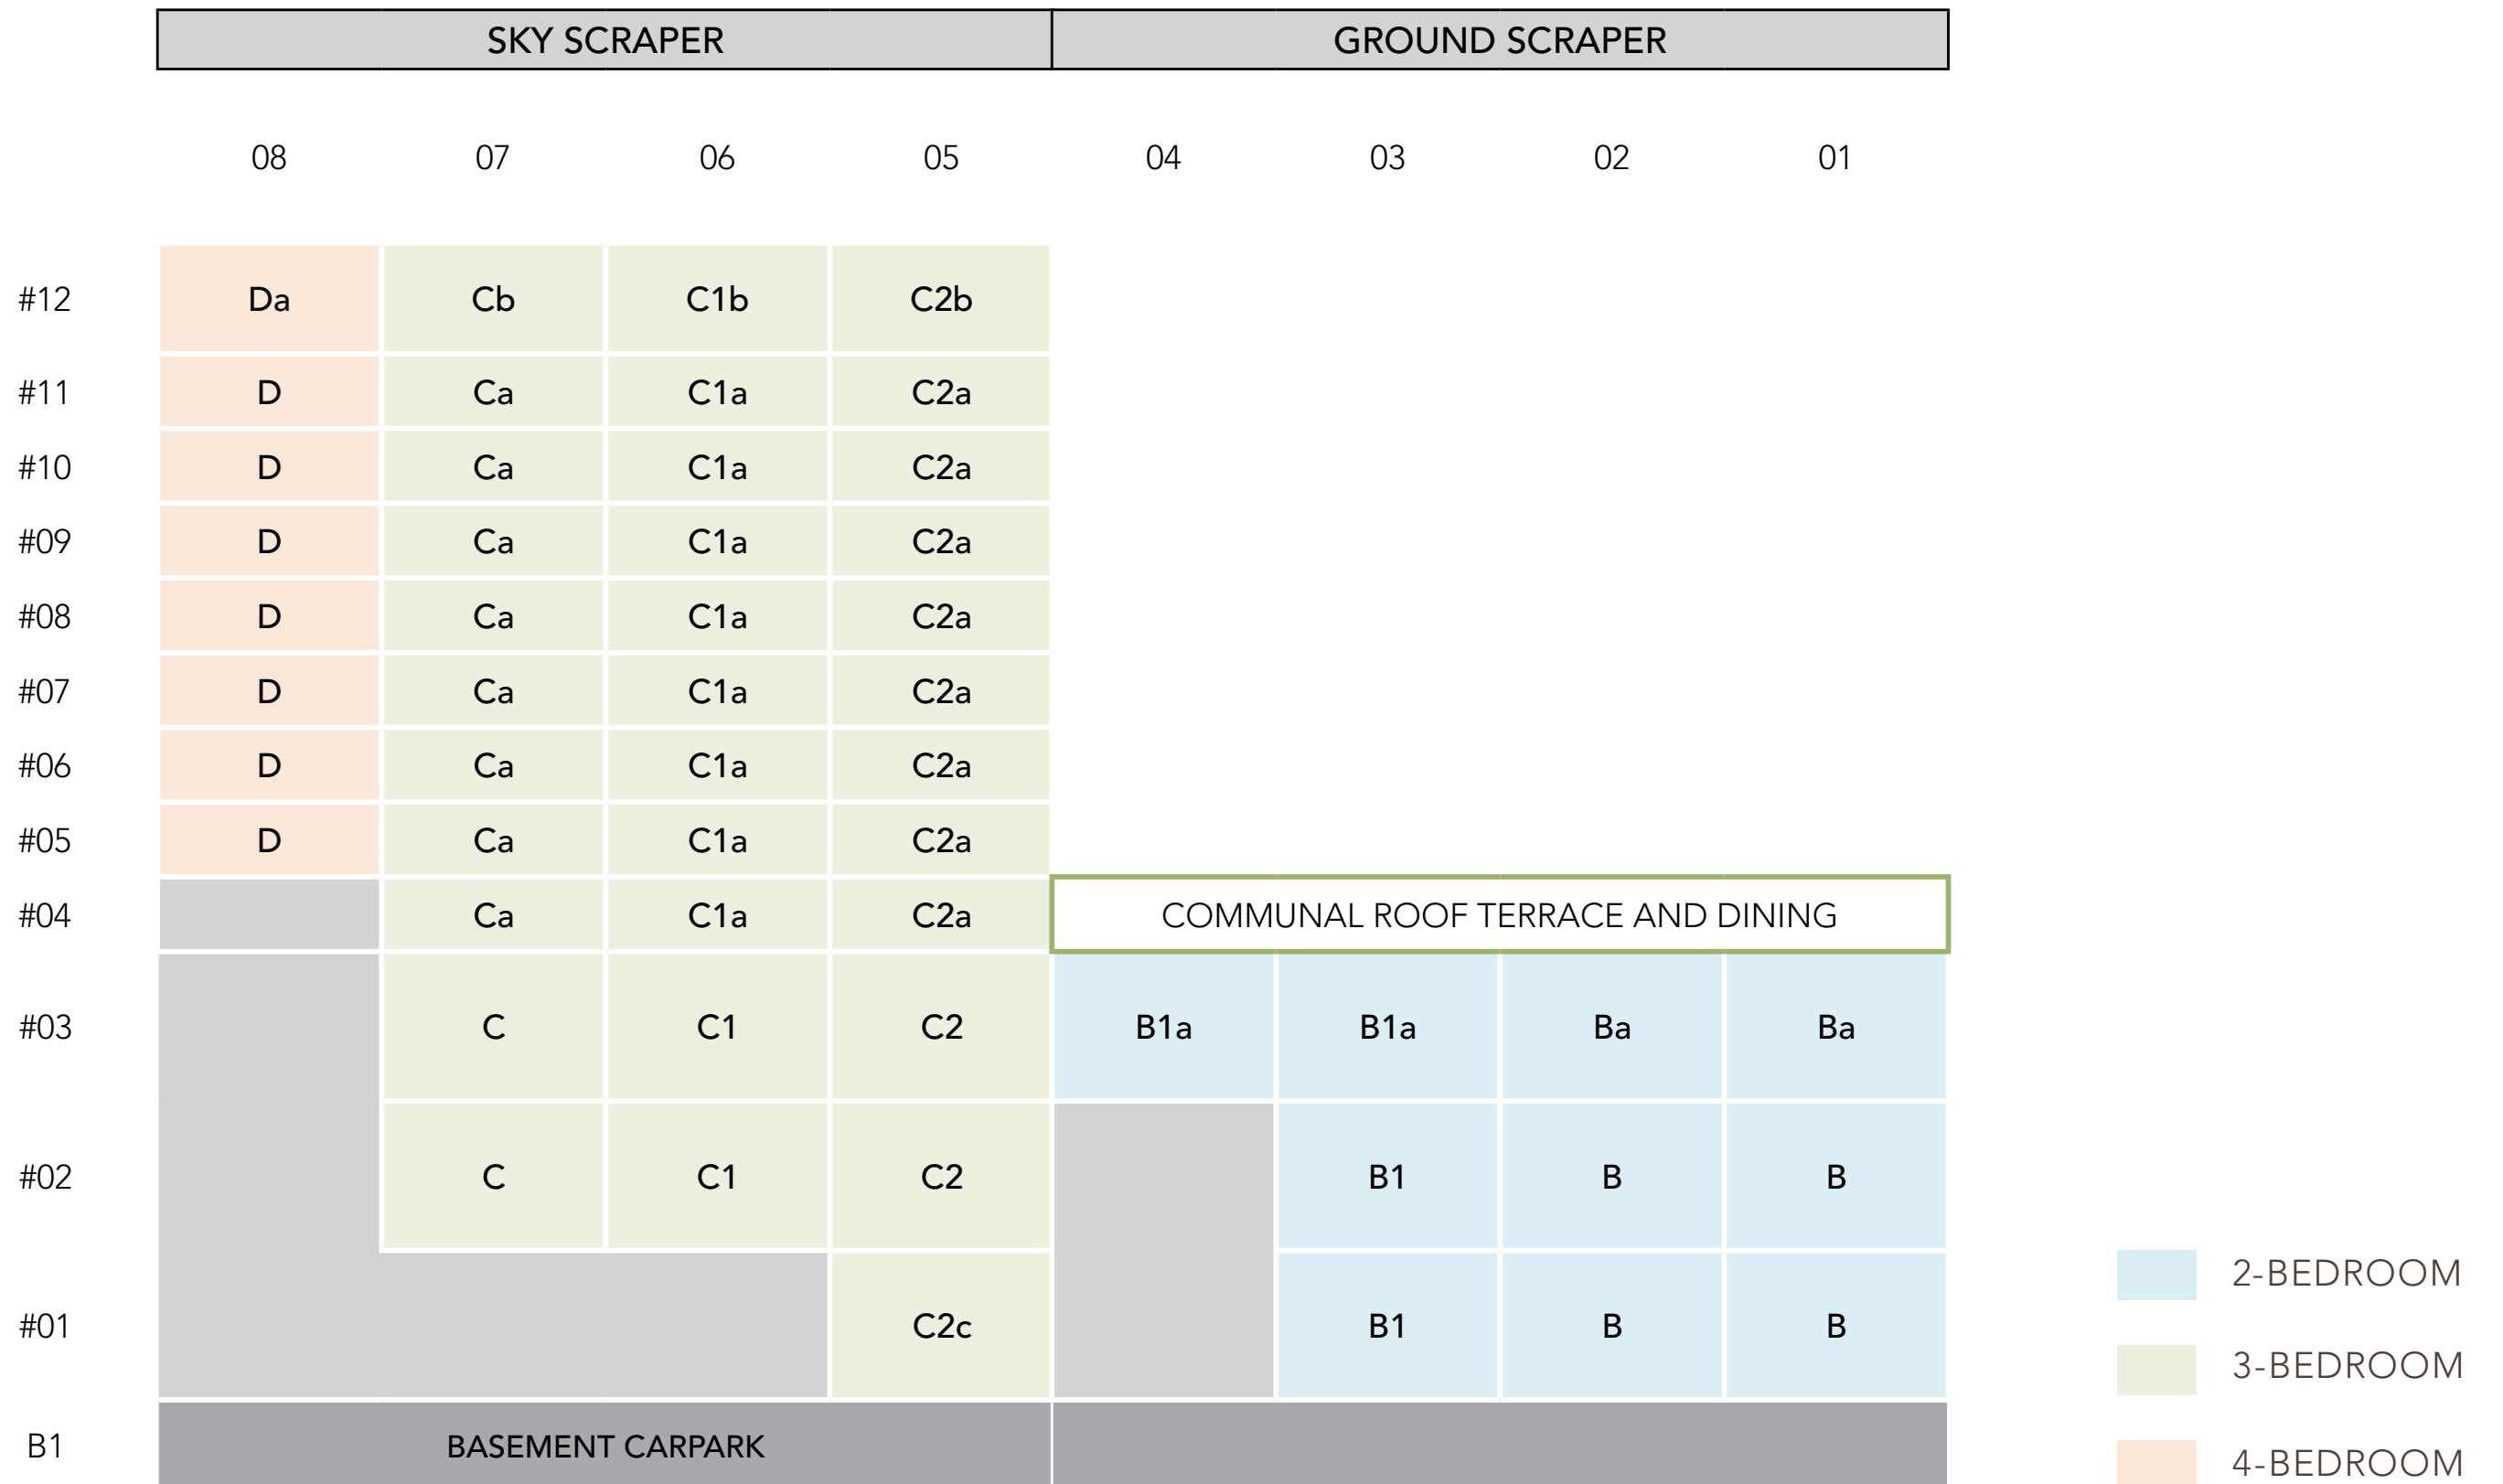 SKY SCRAPER GROUND SCRAPER
08 07 06 05 04 03 02 01
#12 Da Cb C1b C2b
#11 D Ca C1a C2a
#10 D Ca C1a C2a
#09 D Ca C1a C2a
#08 D Ca C1a C2a
#07 D Ca C1a C2a
#06 D Ca C1a C2a
#05 D Ca C1a C2a
#04 Ca C1a C2a COMMUNAL ROOF TERRACE AND DINING
#03 C C1 C2 B1a B1a Ba Ba
#02 C C1 C2 B1 B B
#01 C2c B1 B B
B1 BASEMENT CARPARK
2-BEDROOM
3-BEDROOM
4-BEDROOM